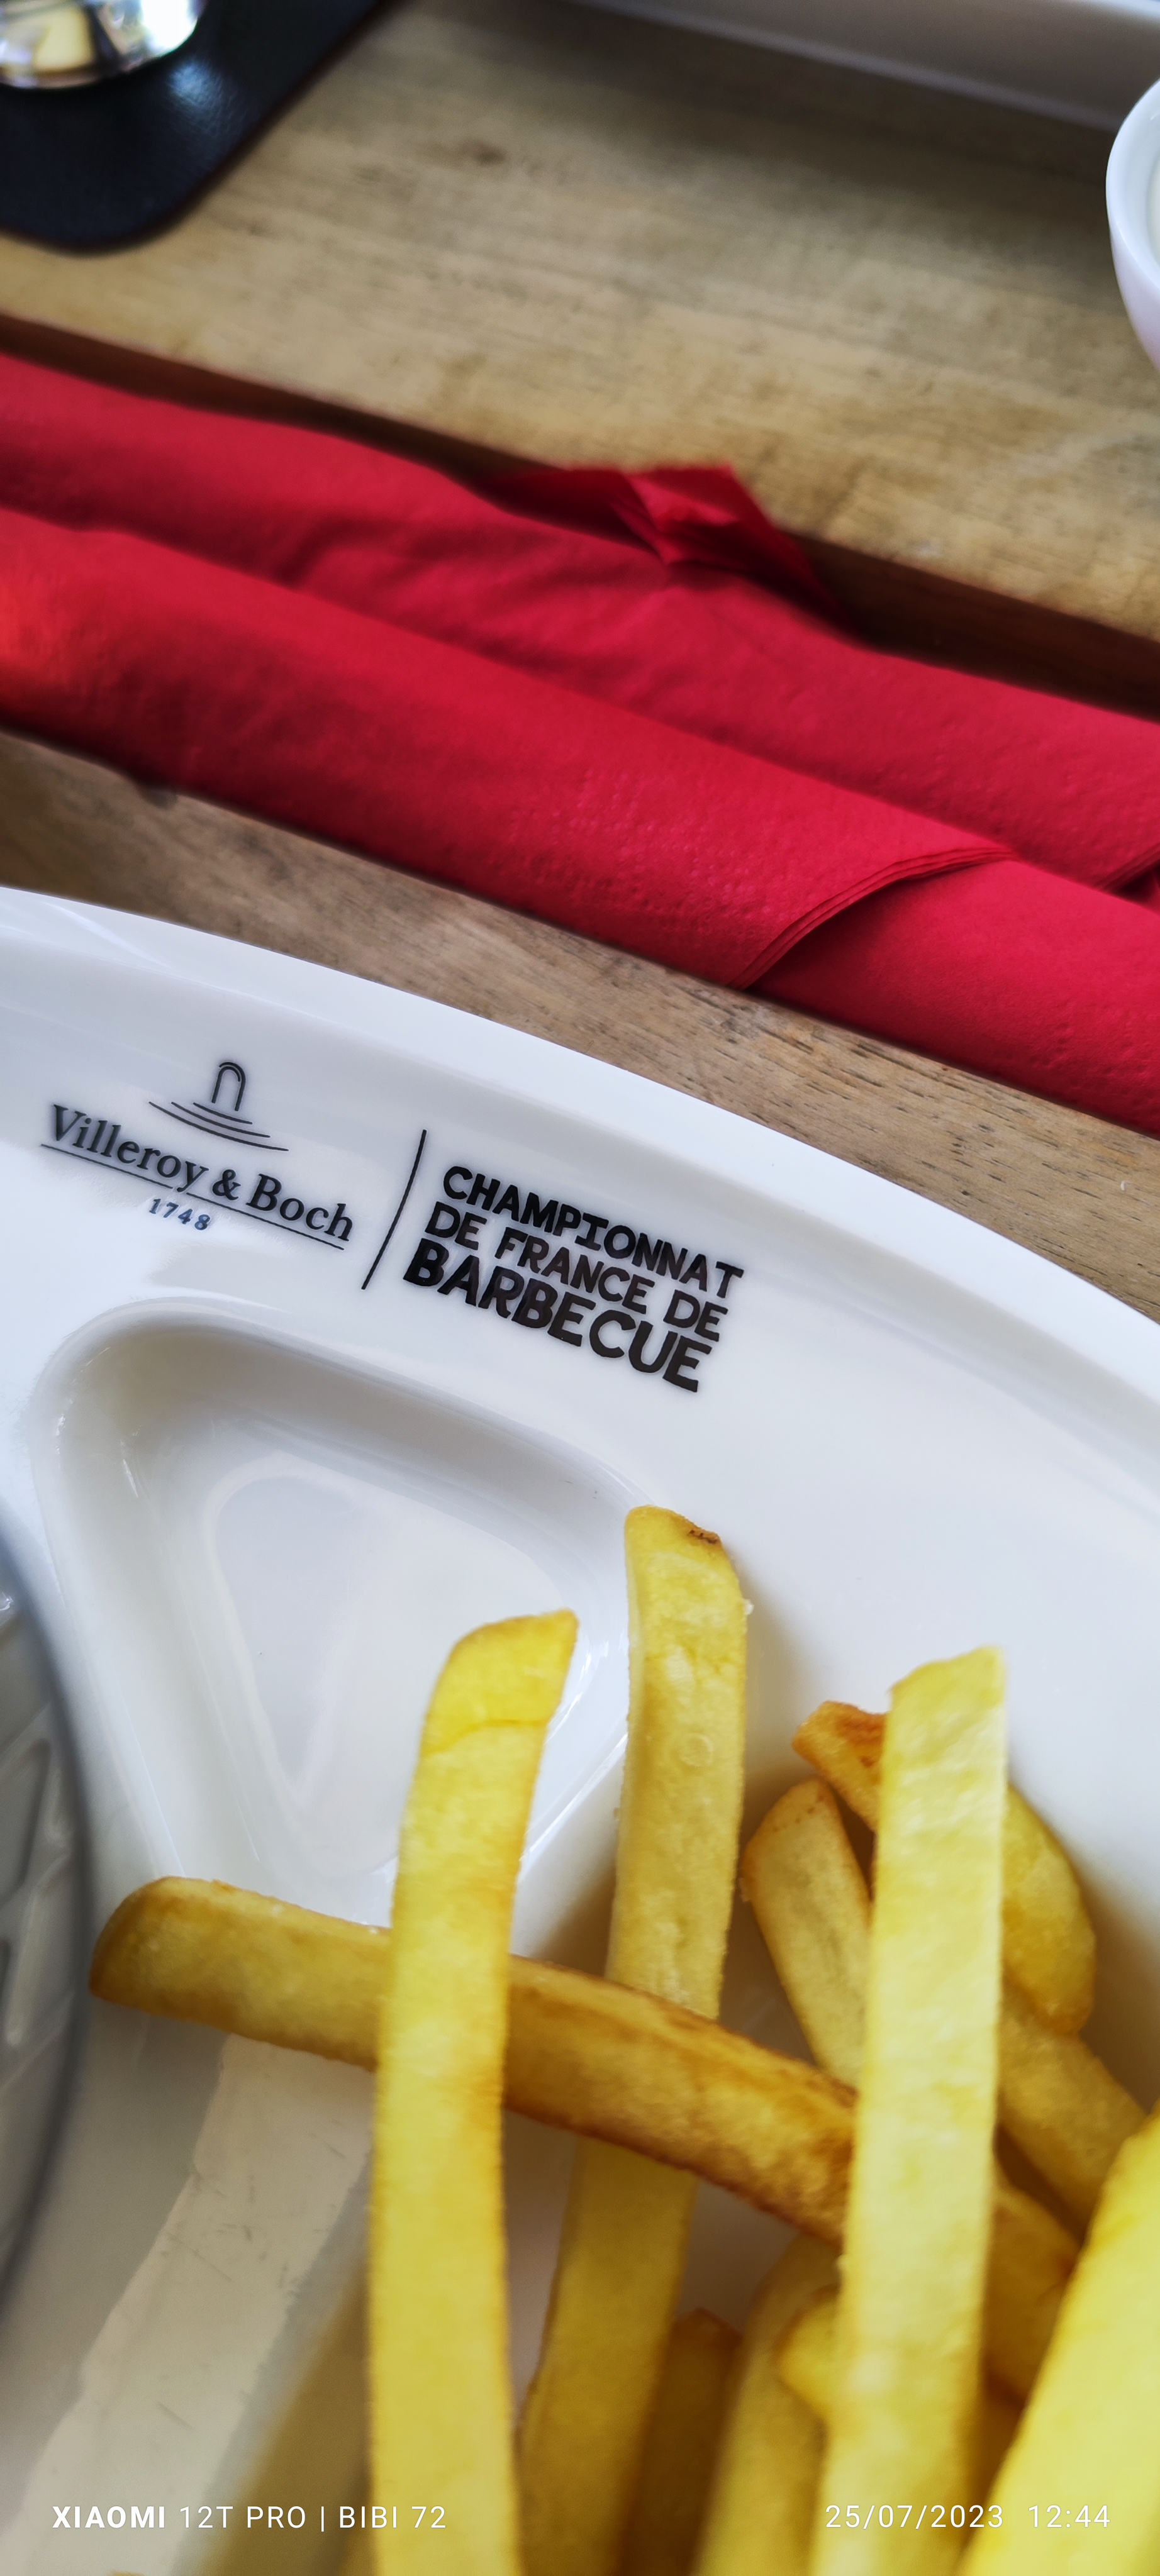 Villeroy & Boch
1748
CHAMPIONNAT
DE FRANCE DE
BARBECUE
XIAOMI 12T PRO | BIBI 72
25/07/2023 12:44